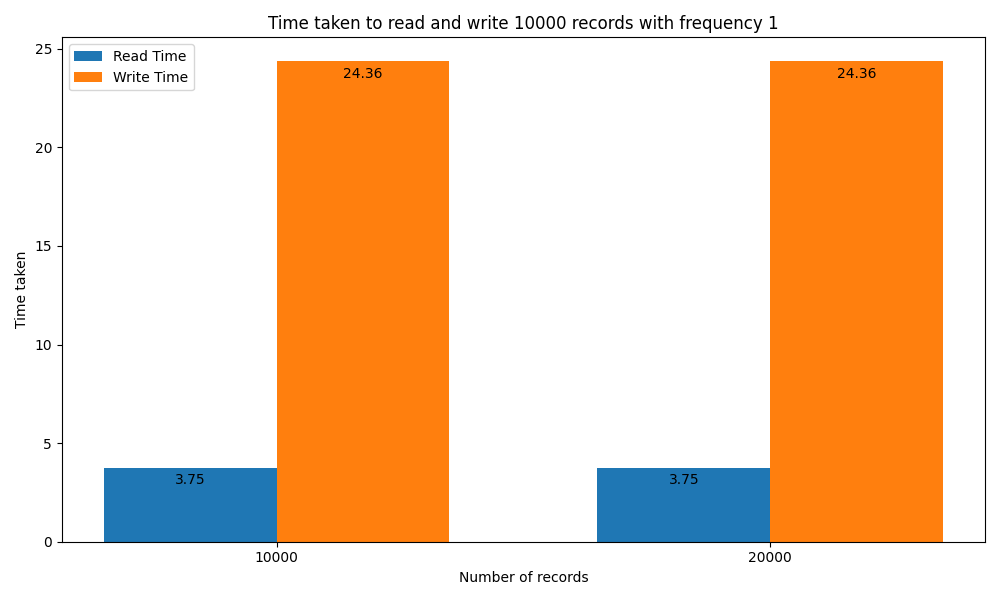 Time taken to read and write 10000 records with frequency 1
Read Time
Write Time
Time taken
25
20
15
10
5
0
24.36
24.36
3.75
3.75
10000
20000
Number of records